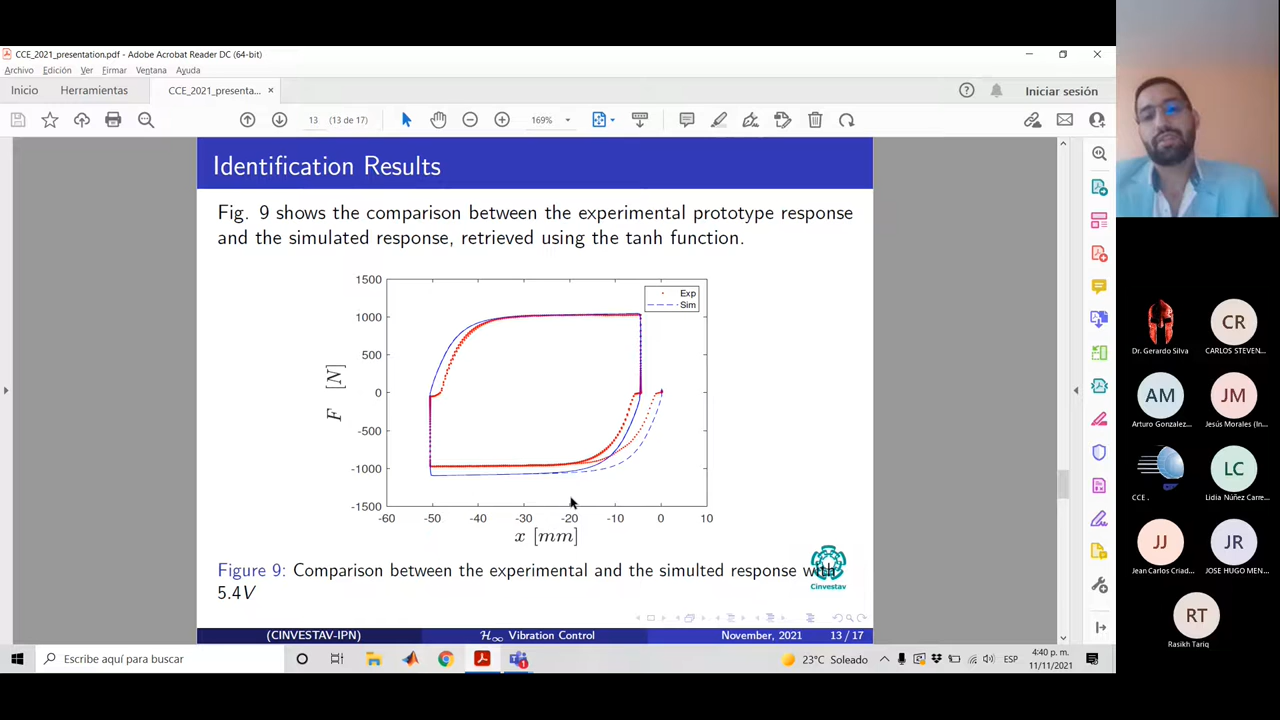 CCE_2021_presentation.pdf - Adobe Acrobat Reader DC (64-bit)
Archivo Edición Ver Firmar Ventana Ayuda
Inicio Herramientas CCE_2021_presenta... × Iniciar sesión
13 (13 de 17) 169%
Identification Results
Fig. 9 shows the comparison between the experimental prototype response
and the simulated response, retrieved using the tanh function.
1500
1000
500
0
-500
-1000
-1500
F [N]
Exp
Sim
-60 -50 -40 -30 -20 -10 0 10
x [mm]
Figure 9: Comparison between the experimental and the simulted response with
5.4V
Cinvestav
(CINVESTAV-IPN) H∞ Vibration Control November, 2021 13 / 17
Escribe aquí para buscar
23°C Soleado
ESP
4:40 p. m.
11/11/2021
Dr. Gerardo Silva
CR
CARLOS STEVEN...
AM
Arturo Gonzalez...
JM
Jesús Morales (In...
CCE .
LC
Lidia Núñez Carre...
JJ
Jean Carlos Criad...
JR
JOSE HUGO MEN...
RT
Rasikh Tariq